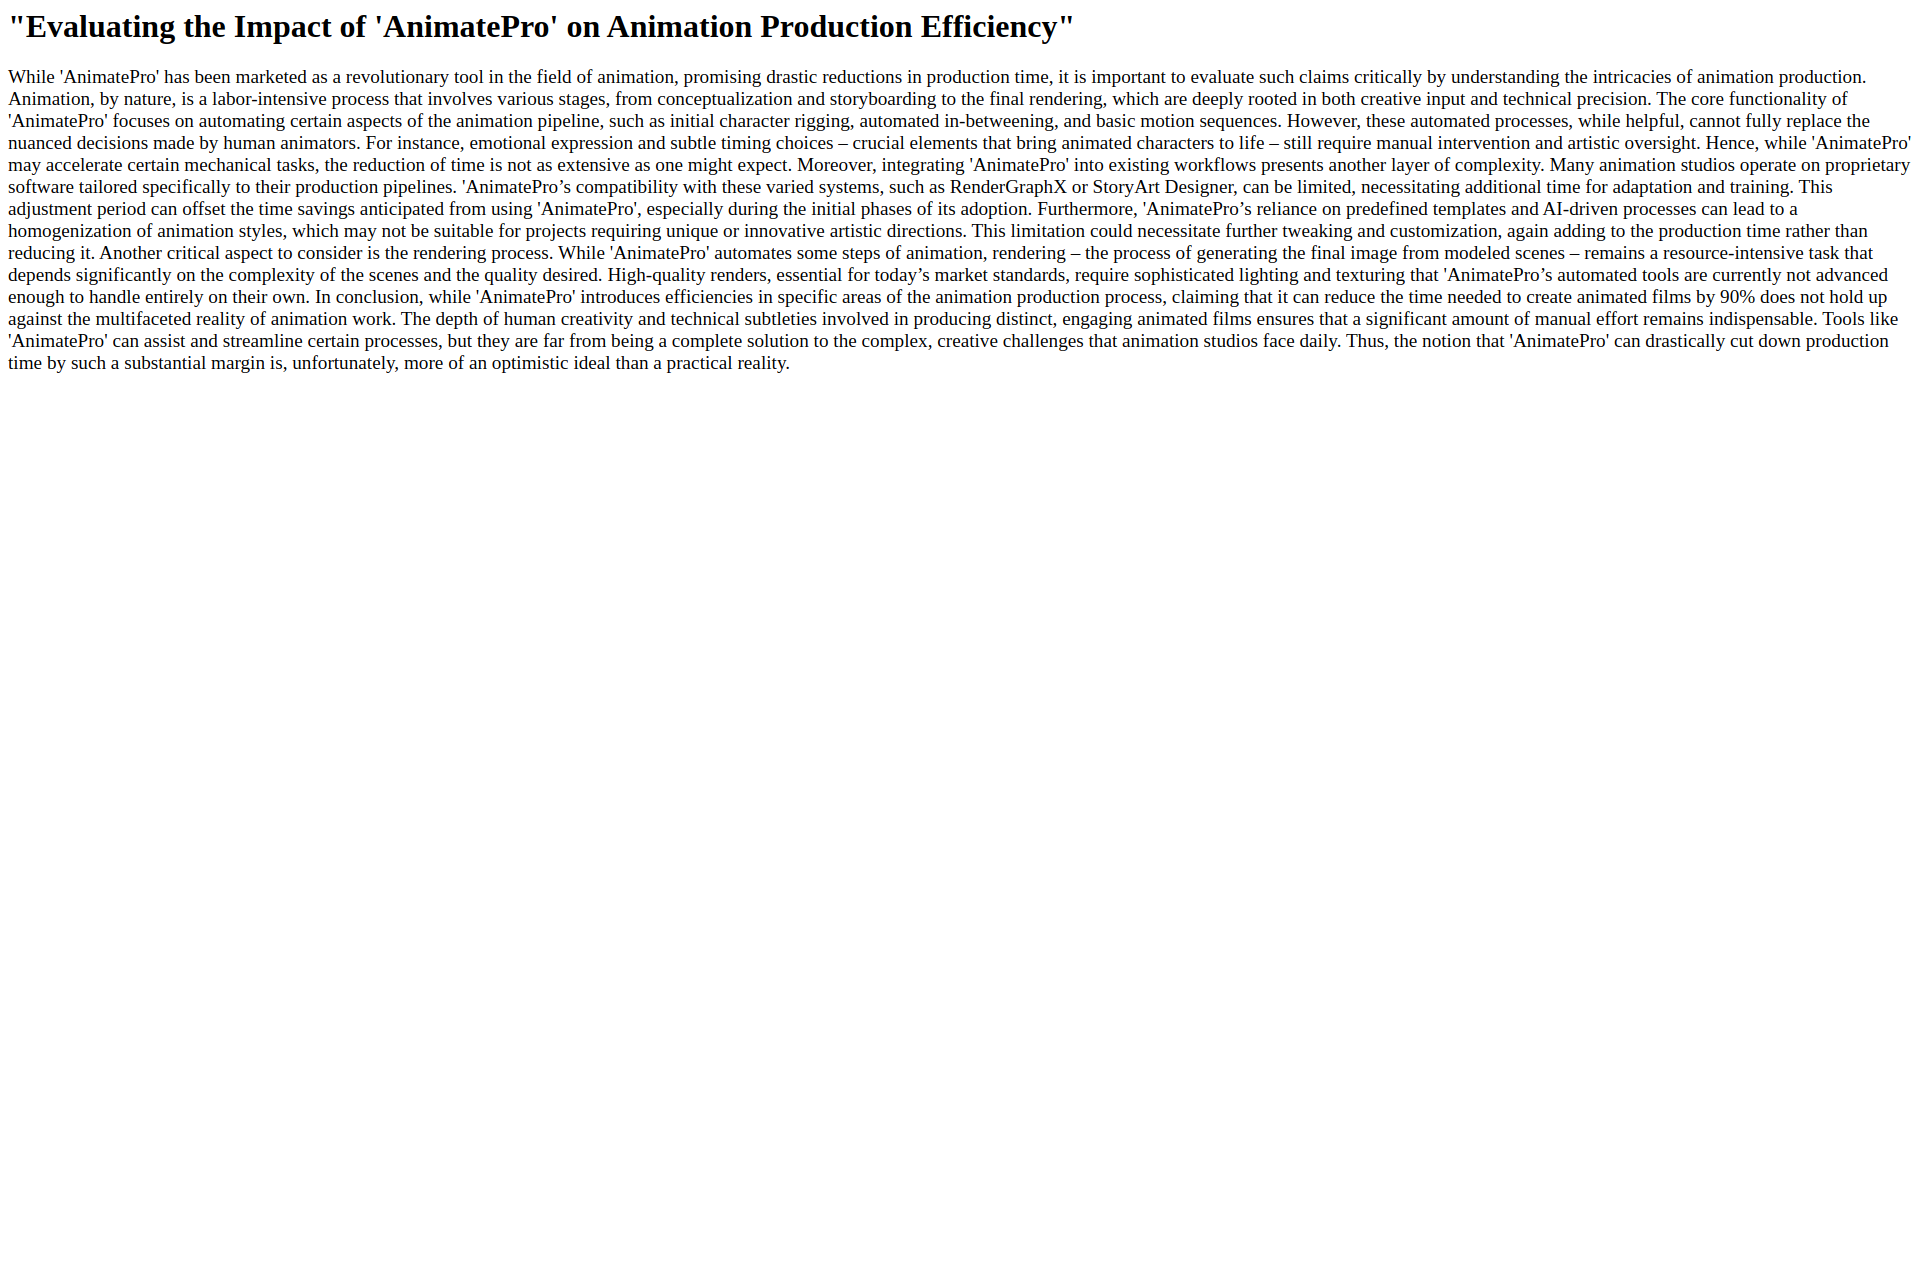 "Evaluating the Impact of 'AnimatePro' on Animation Production Efficiency"
While 'AnimatePro' has been marketed as a revolutionary tool in the field of animation, promising drastic reductions in production time, it is important to evaluate such claims critically by understanding the intricacies of animation production.
Animation, by nature, is a labor-intensive process that involves various stages, from conceptualization and storyboarding to the final rendering, which are deeply rooted in both creative input and technical precision. The core functionality of
'AnimatePro' focuses on automating certain aspects of the animation pipeline, such as initial character rigging, automated in-betweening, and basic motion sequences. However, these automated processes, while helpful, cannot fully replace the
nuanced decisions made by human animators. For instance, emotional expression and subtle timing choices – crucial elements that bring animated characters to life – still require manual intervention and artistic oversight. Hence, while 'AnimatePro'
may accelerate certain mechanical tasks, the reduction of time is not as extensive as one might expect. Moreover, integrating 'AnimatePro' into existing workflows presents another layer of complexity. Many animation studios operate on proprietary
software tailored specifically to their production pipelines. 'AnimatePro’s compatibility with these varied systems, such as RenderGraphX or StoryArt Designer, can be limited, necessitating additional time for adaptation and training. This
adjustment period can offset the time savings anticipated from using 'AnimatePro', especially during the initial phases of its adoption. Furthermore, 'AnimatePro’s reliance on predefined templates and AI-driven processes can lead to a
homogenization of animation styles, which may not be suitable for projects requiring unique or innovative artistic directions. This limitation could necessitate further tweaking and customization, again adding to the production time rather than
reducing it. Another critical aspect to consider is the rendering process. While 'AnimatePro' automates some steps of animation, rendering – the process of generating the final image from modeled scenes – remains a resource-intensive task that
depends significantly on the complexity of the scenes and the quality desired. High-quality renders, essential for today’s market standards, require sophisticated lighting and texturing that 'AnimatePro’s automated tools are currently not advanced
enough to handle entirely on their own. In conclusion, while 'AnimatePro' introduces efficiencies in specific areas of the animation production process, claiming that it can reduce the time needed to create animated films by 90% does not hold up
against the multifaceted reality of animation work. The depth of human creativity and technical subtleties involved in producing distinct, engaging animated films ensures that a significant amount of manual effort remains indispensable. Tools like
'AnimatePro' can assist and streamline certain processes, but they are far from being a complete solution to the complex, creative challenges that animation studios face daily. Thus, the notion that 'AnimatePro' can drastically cut down production
time by such a substantial margin is, unfortunately, more of an optimistic ideal than a practical reality.